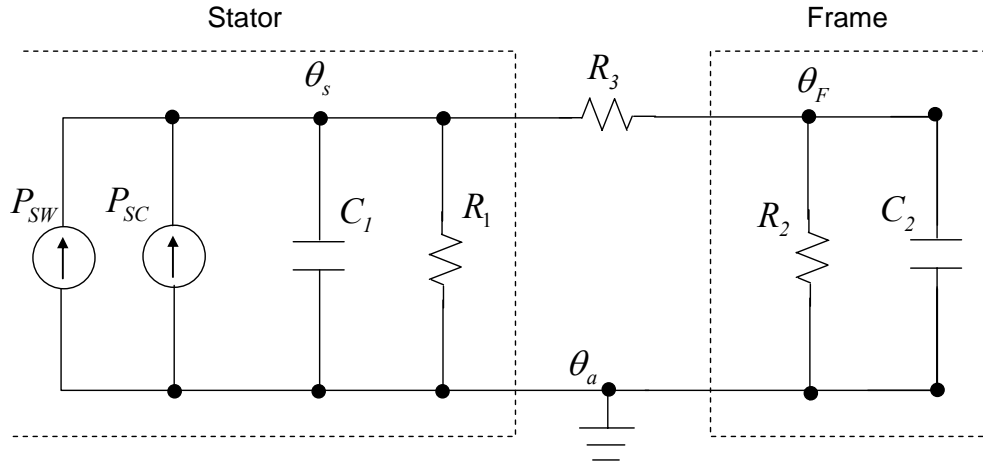 Stator
Frame
θs
R3
θF
PSW
PSC
C1
R1
R2
C2
θa